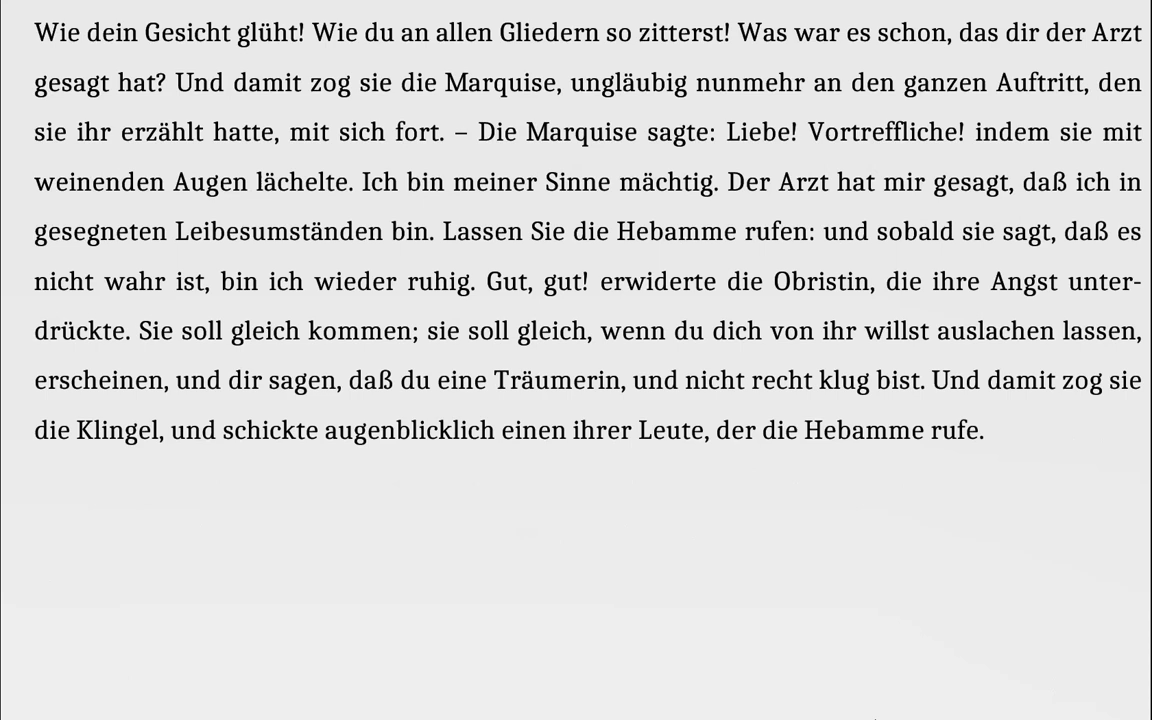 Wie dein Gesicht glüht! Wie du an allen Gliedern so zitterst! Was war es schon, das dir der Arzt
gesagt hat? Und damit zog sie die Marquise, ungläubig nunmehr an den ganzen Auftritt, den
sie ihr erzählt hatte, mit sich fort. – Die Marquise sagte: Liebe! Vortreffliche! indem sie mit
weinenden Augen lächelte. Ich bin meiner Sinne mächtig. Der Arzt hat mir gesagt, daß ich in
gesegneten Leibesumständen bin. Lassen Sie die Hebamme rufen: und sobald sie sagt, daß es
nicht wahr ist, bin ich wieder ruhig. Gut, gut! erwiderte die Obristin, die ihre Angst unter-
drückte. Sie soll gleich kommen; sie soll gleich, wenn du dich von ihr willst auslachen lassen,
erscheinen, und dir sagen, daß du eine Träumerin, und nicht recht klug bist. Und damit zog sie
die Klingel, und schickte augenblicklich einen ihrer Leute, der die Hebamme rufe.